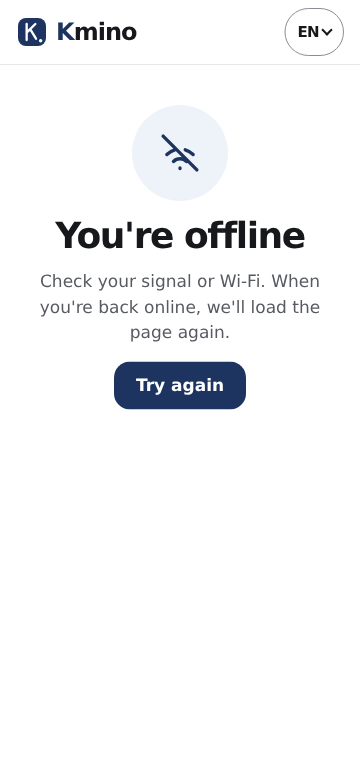 K. Kmino
EN
You're offline
Check your signal or Wi-Fi. When
you're back online, we'll load the
page again.
Try again